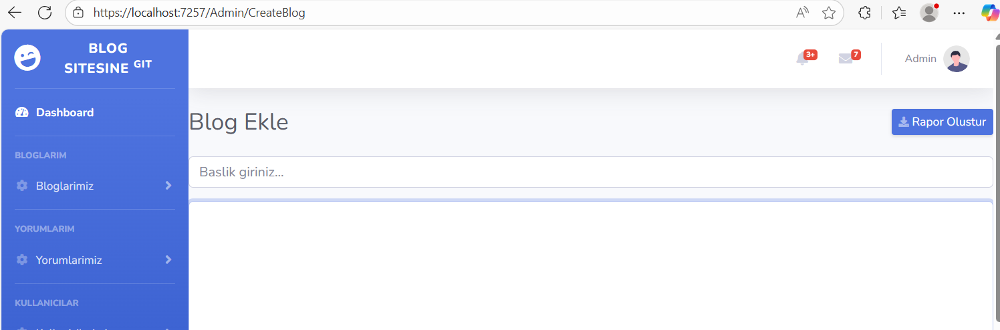 https://localhost:7257/Admin/CreateBlog
BLOG
SITESINE GIT
3+
7
Admin
Dashboard
Blog Ekle
Rapor Olustur
BLOGLARIM
Baslik giriniz...
Bloglarimiz
YORUMLARIM
Yorumlarimiz
KULLANICILAR